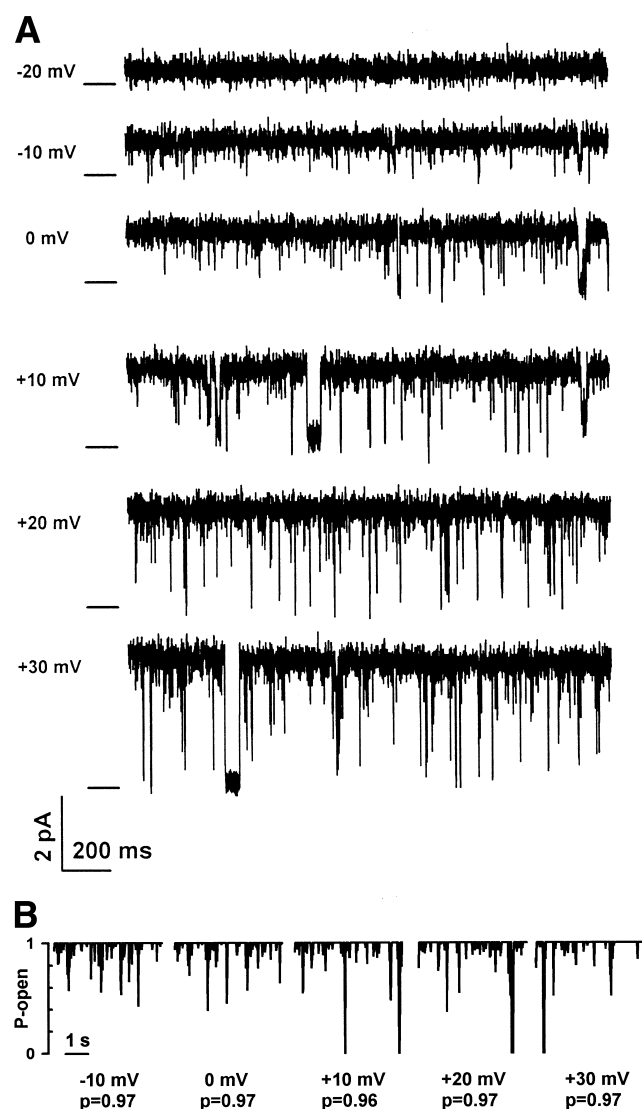 A
-20 mV
-10 mV
0 mV
+10 mV
+20 mV
+30 mV
2 pA
200 ms
B
P-open
1
0
1 s
-10 mV 0 mV +10 mV +20 mV +30 mV
p=0.97 p=0.97 p=0.96 p=0.97 p=0.97